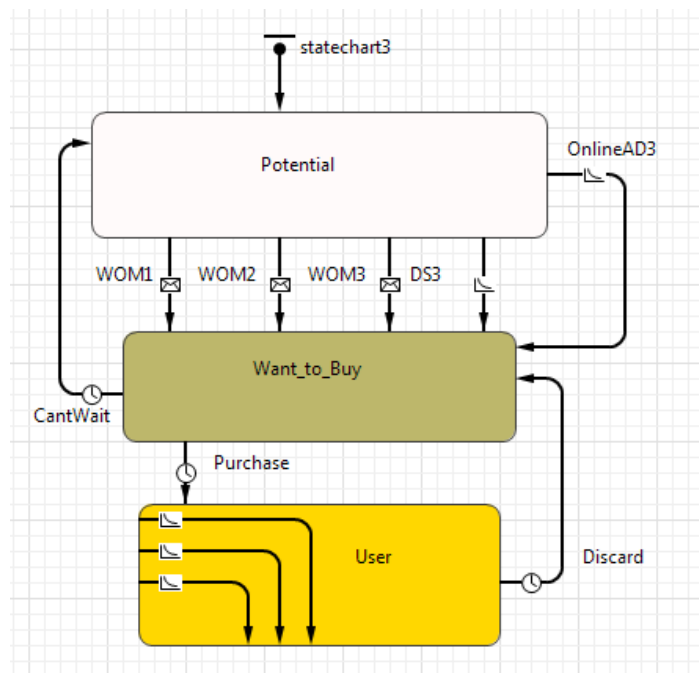 statechart3
OnlineAD3
Potential
WOM1
WOM2
WOM3
DS3
Want_to_Buy
CantWait
Purchase
User
Discard